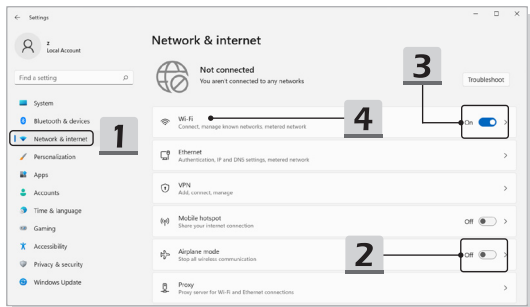 Settings
z
Local Account
Find a setting
System
Bluetooth & devices
Network & internet
Personalization
Apps
Accounts
Time & language
Gaming
Accessibility
Privacy & security
Windows Update
1
Network & internet
Not connected
You aren't connected to any networks
Troubleshoot
3
Wi-Fi
Connect, manage known networks, metered network
4
On
Ethernet
Authentication, IP and DNS settings, metered network
VPN
Add, connect, manage
Mobile hotspot
Share your internet connection
Off
Airplane mode
Stop all wireless communication
2
Off
Proxy
Proxy server for Wi-Fi and Ethernet connections